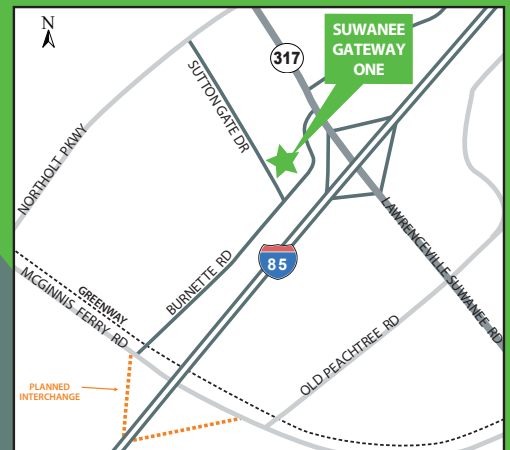 N
SUWANEE
GATEWAY
ONE
317
SUTTON GATE DR
NORTHOLT PKWY
LAWRENCEVILLE SUWANEE RD
85
BURNETTE RD
GREENWAY
MCGINNIS FERRY RD
OLD PEACHTREE RD
PLANNED
INTERCHANGE